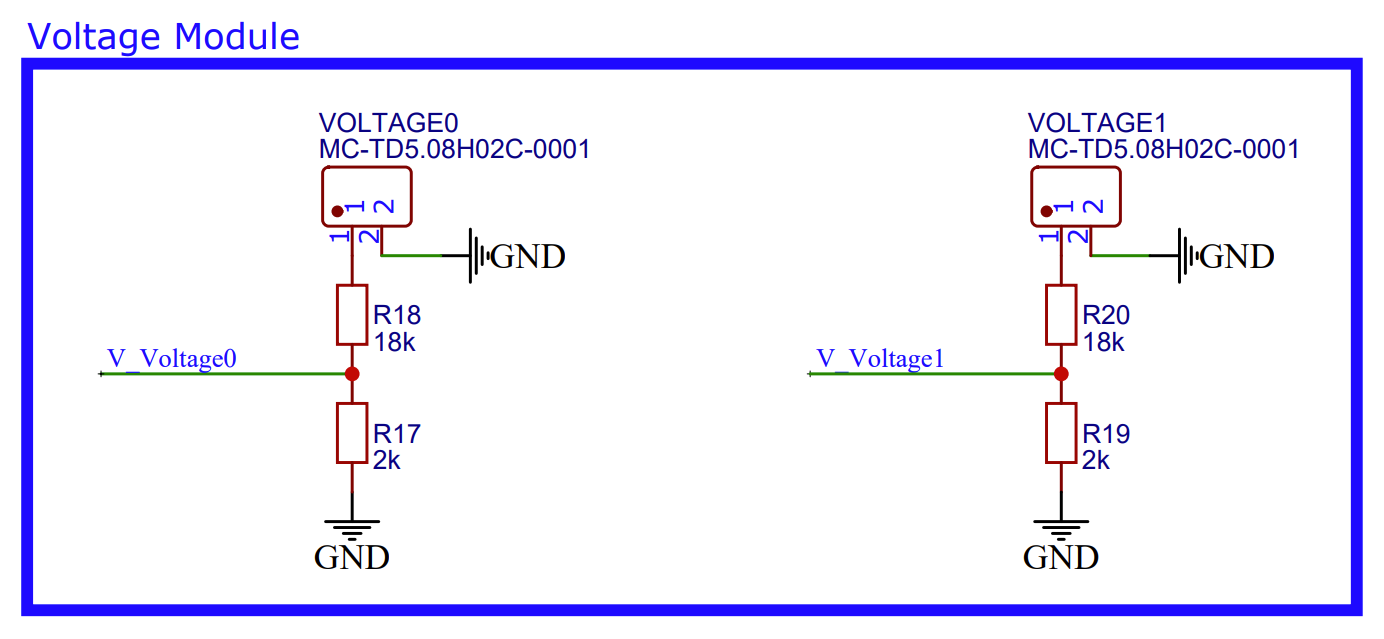 Voltage Module
VOLTAGE0
MC-TD5.08H02C-0001
1 2
1 2
GND
R18
18k
V_Voltage0
R17
2k
GND
VOLTAGE1
MC-TD5.08H02C-0001
1 2
1 2
GND
R20
18k
V_Voltage1
R19
2k
GND